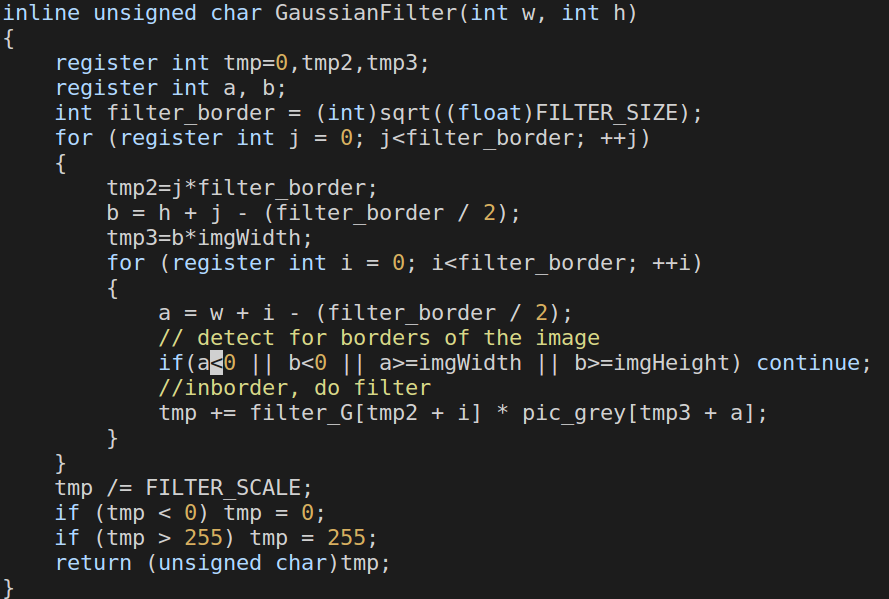 inline unsigned char GaussianFilter(int w, int h)
{
    register int tmp=0,tmp2,tmp3;
    register int a, b;
    int filter_border = (int)sqrt((float)FILTER_SIZE);
    for (register int j = 0; j<filter_border; ++j)
    {
        tmp2=j*filter_border;
        b = h + j - (filter_border / 2);
        tmp3=b*imgWidth;
        for (register int i = 0; i<filter_border; ++i)
        {
            a = w + i - (filter_border / 2);
            // detect for borders of the image
            if(a<0 || b<0 || a>=imgWidth || b>=imgHeight) continue;
            //inborder, do filter
            tmp += filter_G[tmp2 + i] * pic_grey[tmp3 + a];
        }
    }
    tmp /= FILTER_SCALE;
    if (tmp < 0) tmp = 0;
    if (tmp > 255) tmp = 255;
    return (unsigned char)tmp;
}